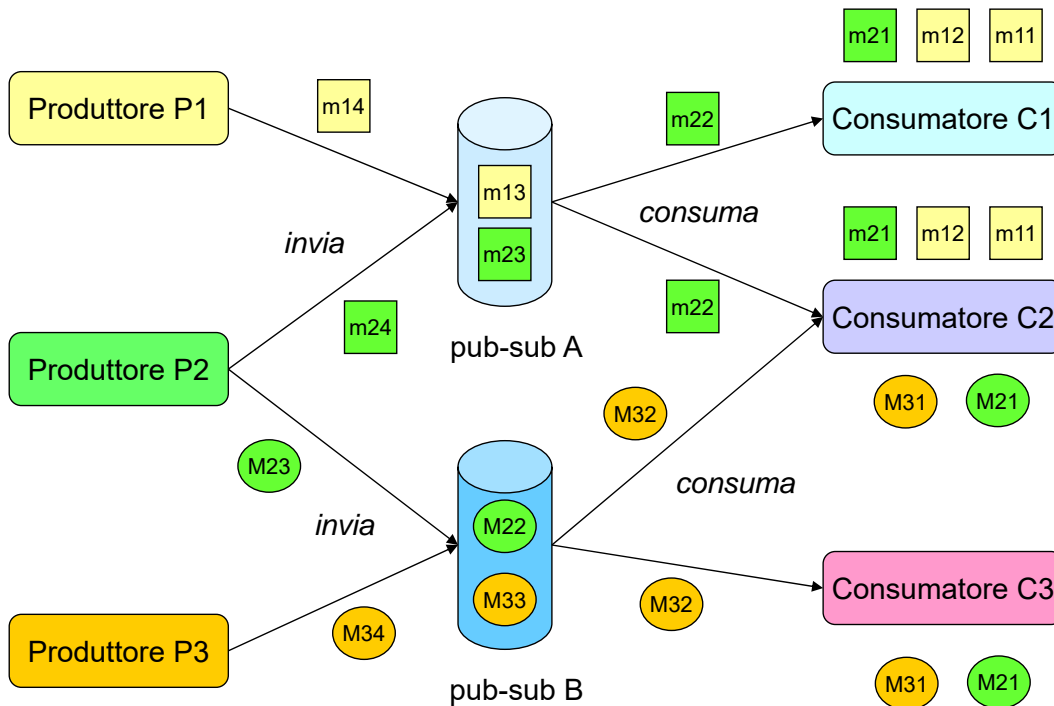 m21 m12 m11
Produttore P1
m14
m22
Consumatore C1
m13
invia
consuma
m23
m21 m12 m11
m24
m22
Consumatore C2
pub-sub A
Produttore P2
M32
M31 M21
M23
invia
consuma
M22
M33
Consumatore C3
M32
M34
Produttore P3
pub-sub B
M31 M21